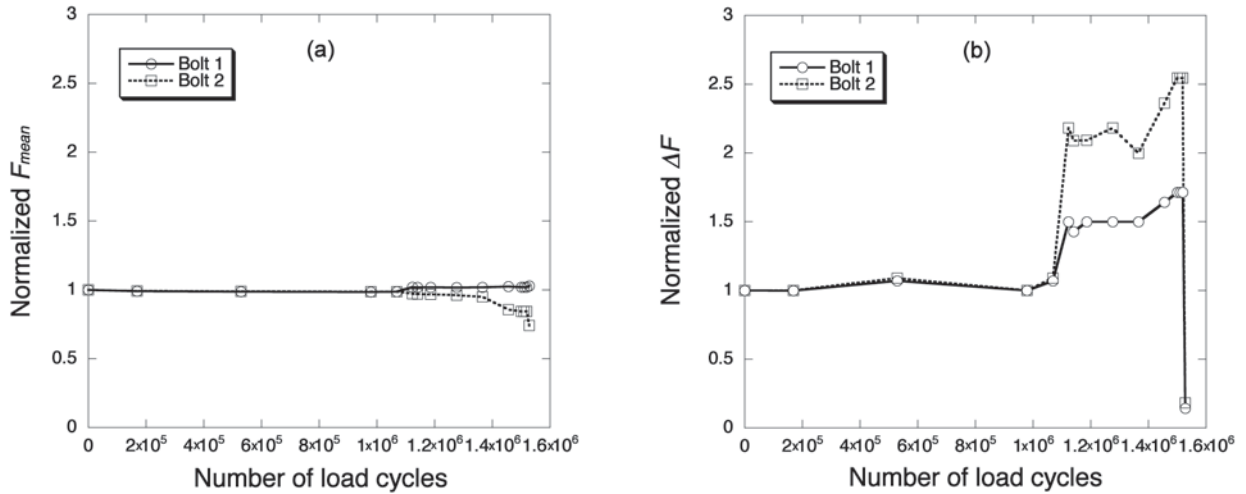 (a)
Bolt 1
Bolt 2
Normalized F_mean
3
2.5
2
1.5
1
0.5
0
0 2×10⁵ 4×10⁵ 6×10⁵ 8×10⁵ 1×10⁶ 1.2×10⁶ 1.4×10⁶ 1.6×10⁶
Number of load cycles
(b)
Bolt 1
Bolt 2
Normalized ΔF
3
2.5
2
1.5
1
0.5
0
0 2×10⁵ 4×10⁵ 6×10⁵ 8×10⁵ 1×10⁶ 1.2×10⁶ 1.4×10⁶ 1.6×10⁶
Number of load cycles